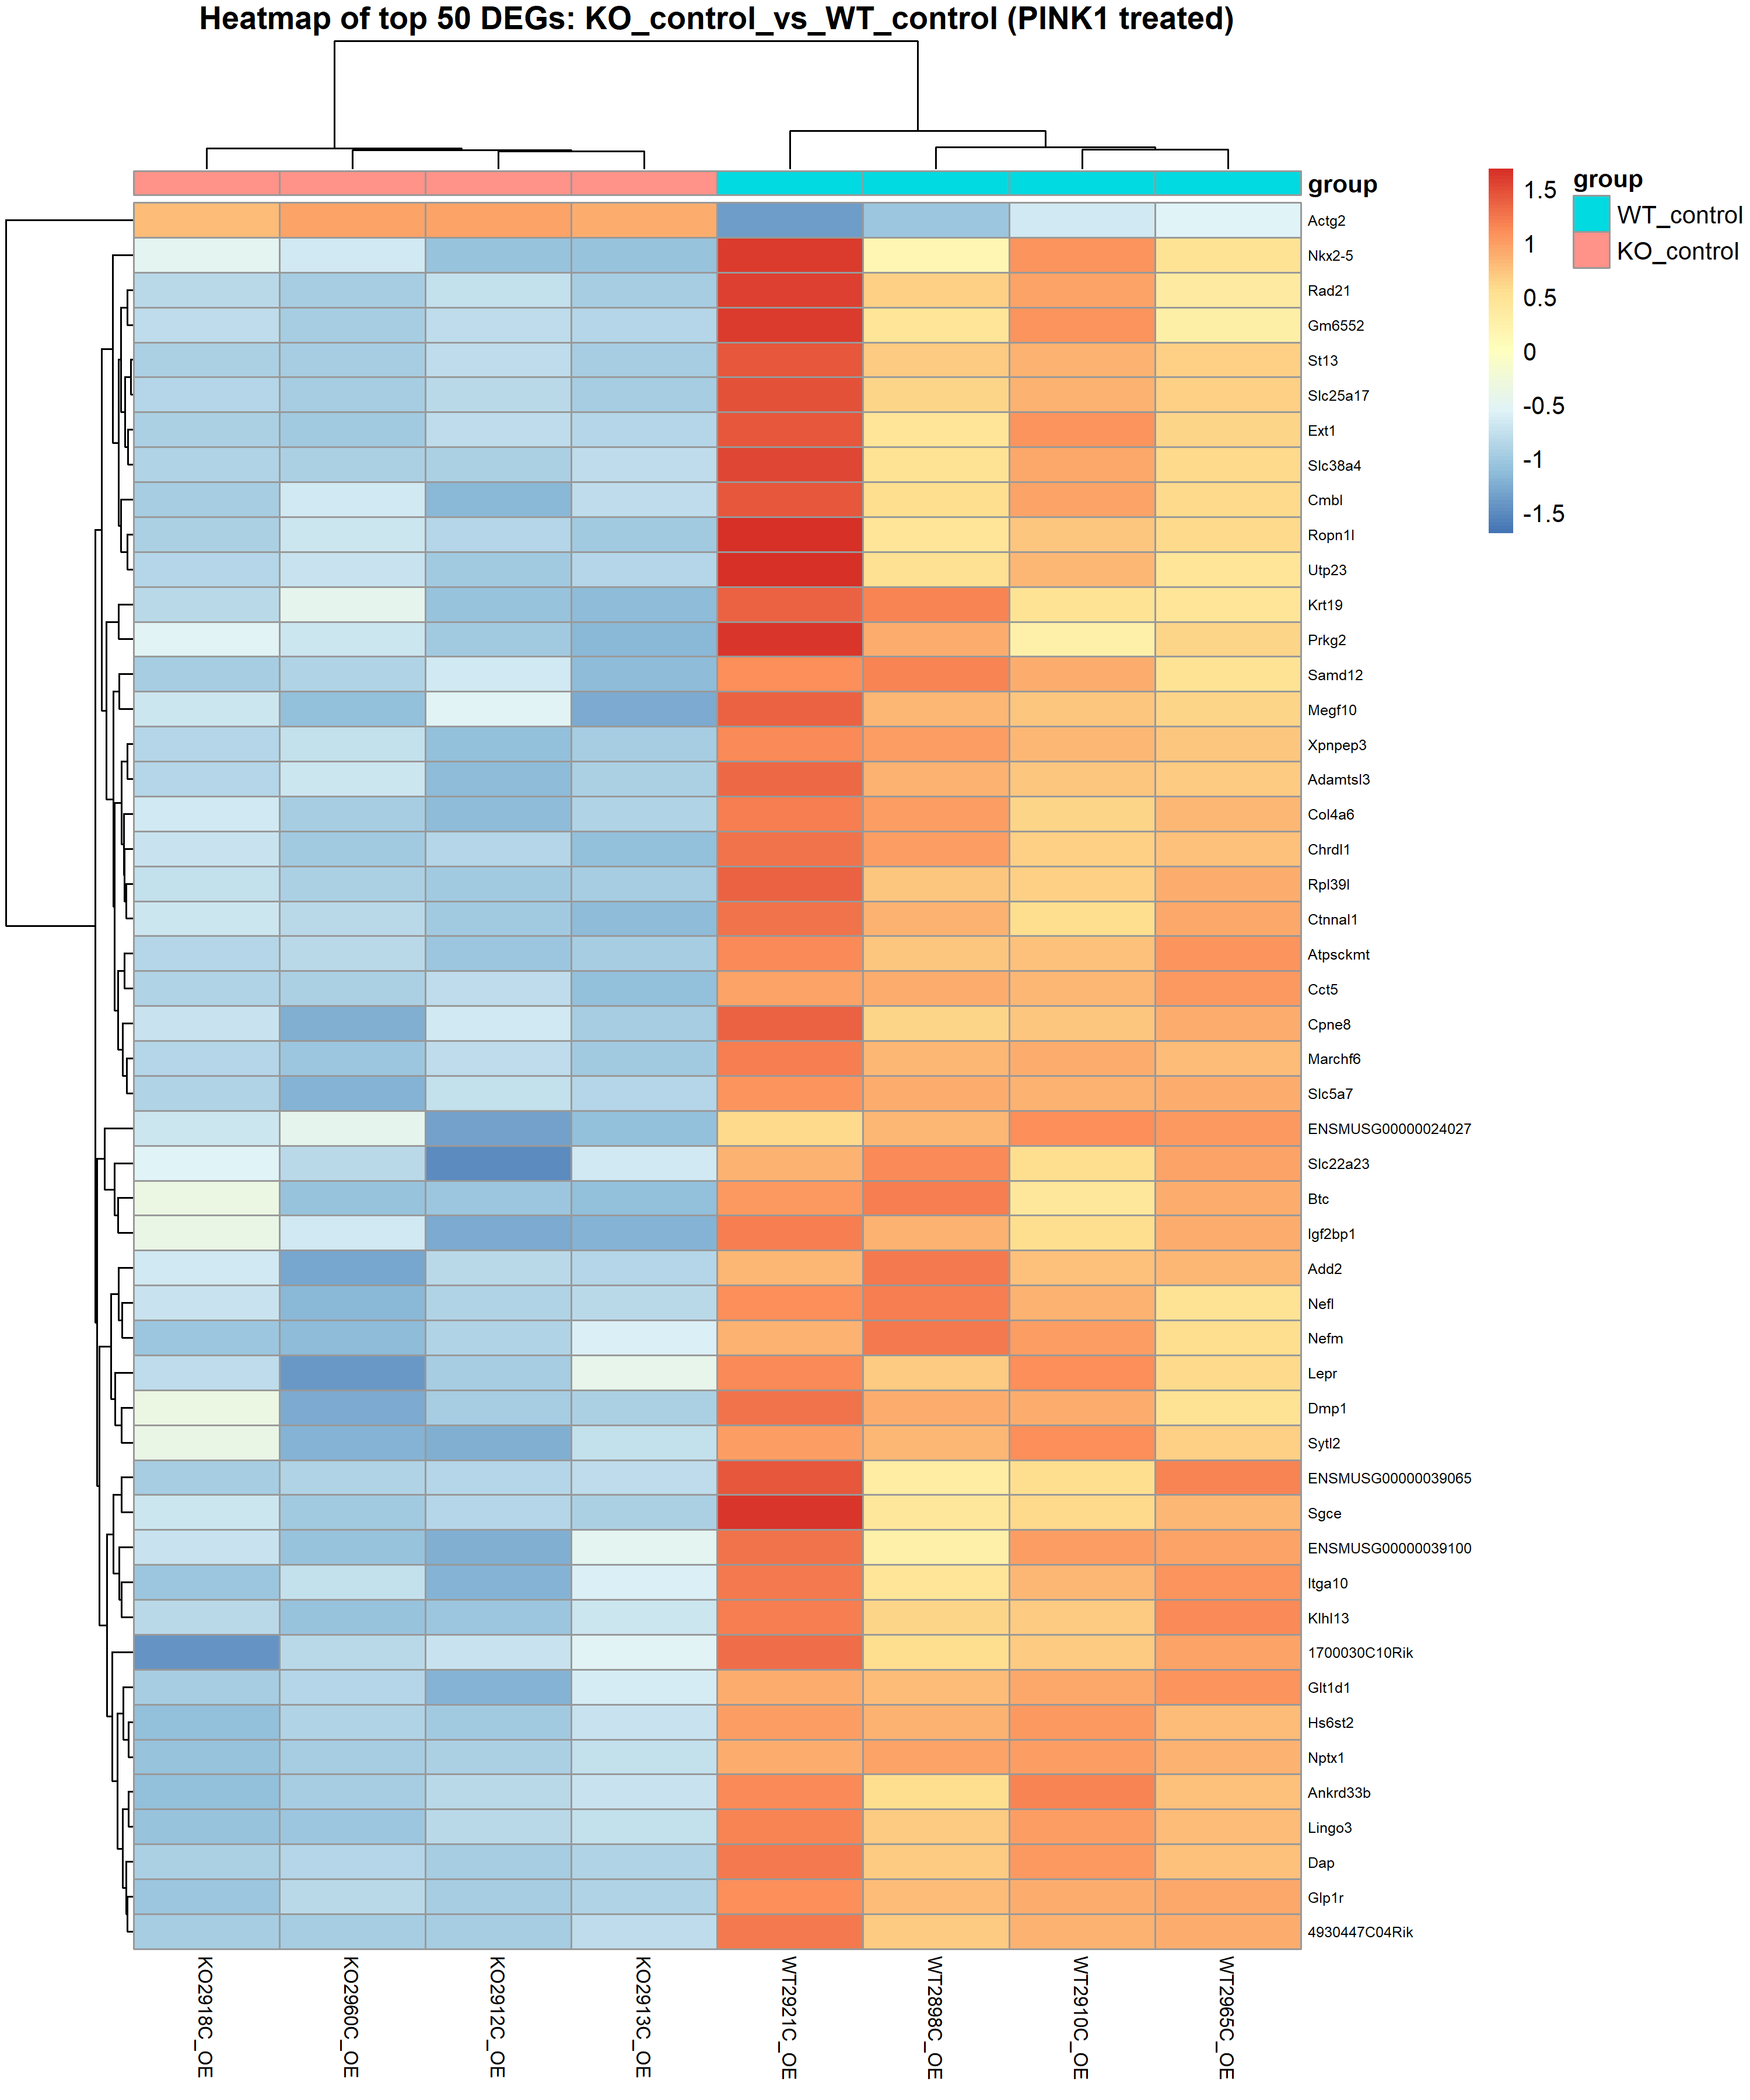 Heatmap of top 50 DEGs: KO_control_vs_WT_control (PINK1 treated)
group
Actg2
Nkx2-5
Rad21
Gm6552
St13
Slc25a17
Ext1
Slc38a4
Cmbl
Ropn1l
Utp23
Krt19
Prkg2
Samd12
Megf10
Xpnpep3
Adamtsl3
Col4a6
Chrdl1
Rpl39l
Ctnnal1
Atpsckmt
Cct5
Cpne8
Marchf6
Slc5a7
ENSMUSG00000024027
Slc22a23
Btc
Igf2bp1
Add2
Nefl
Nefm
Lepr
Dmp1
Sytl2
ENSMUSG00000039065
Sgce
ENSMUSG00000039100
Itga10
Klhl13
1700030C10Rik
Glt1d1
Hs6st2
Nptx1
Ankrd33b
Lingo3
Dap
Glp1r
4930447C04Rik
KO2918C_OE
KO2960C_OE
KO2912C_OE
KO2913C_OE
WT2921C_OE
WT2898C_OE
WT2910C_OE
WT2965C_OE
1.5
1
0.5
0
-0.5
-1
-1.5
group
WT_control
KO_control